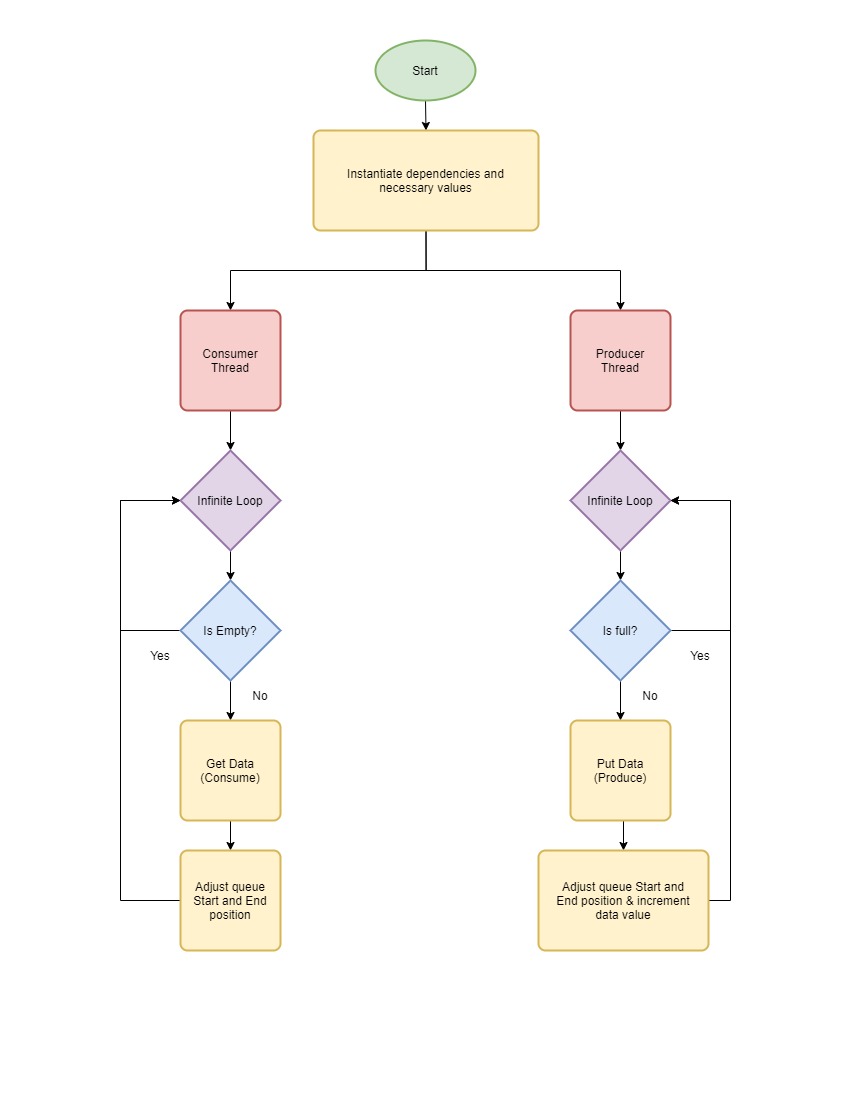 Start
Instantiate dependencies and
necessary values
Consumer
Thread
Producer
Thread
Infinite Loop
Infinite Loop
Is Empty?
Is full?
Yes
Yes
No
No
Get Data
(Consume)
Put Data
(Produce)
Adjust queue
Start and End
position
Adjust queue Start and
End position & increment
data value